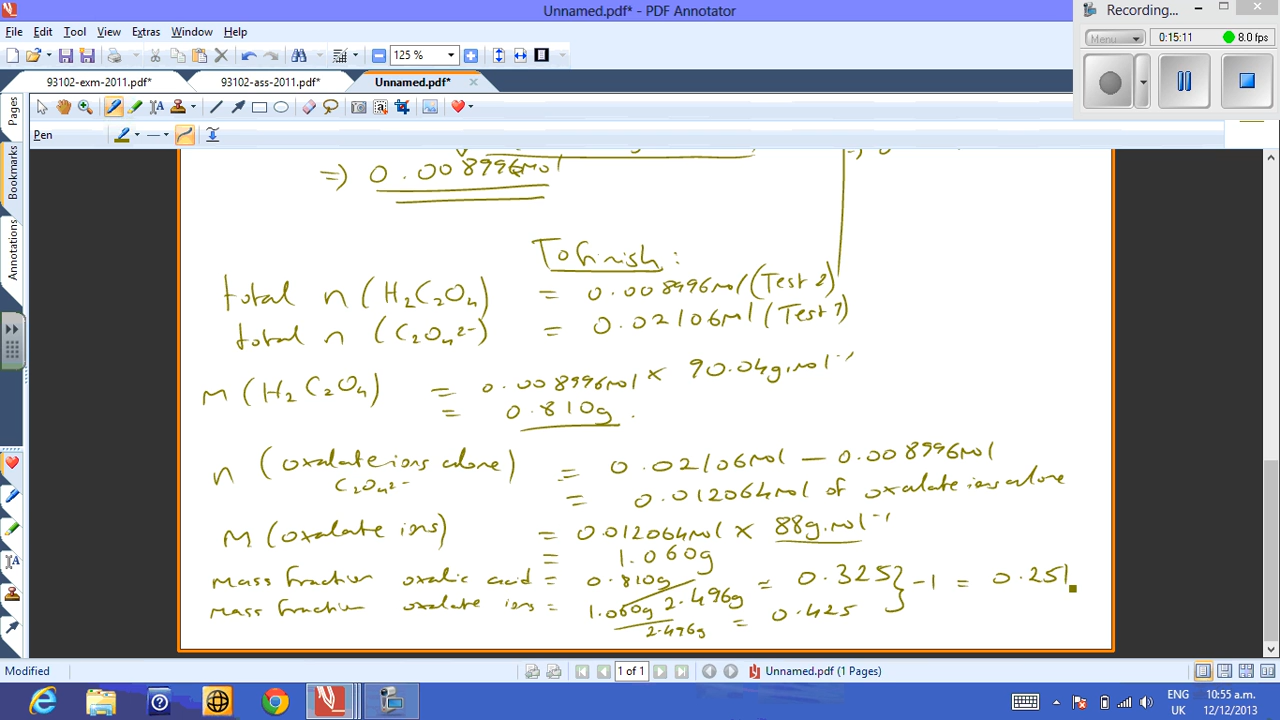 Unnamed.pdf* - PDF Annotator
Recording...
File Edit Tool View Extras Window Help
Menu
0:15:11
8.0 fps
125 %
93102-exm-2011.pdf*
93102-ass-2011.pdf*
Unnamed.pdf*
Pages
Pen
Bookmarks
Annotations
=) 0.008996mol
To finish :
total n (H2C2O4) = 0.008996mol (Test 2)
total n (C2O4 2-) = 0.02106mol (Test 1)
M (H2C2O4) = 0.008996mol × 90.04g.mol-1
= 0.810g .
n (oxalate ions alone) = 0.02106mol – 0.008996mol
C2O4 2-
= 0.012064mol of oxalate ions alone
M (oxalate ions) = 0.012064mol × 88g.mol-1
= 1.060g
Mass fraction oxalic acid = 0.810g / 2.496g = 0.325 } -1 = 0.251
Mass fraction oxalate ions = 1.060g / 2.496g = 0.425
1 of 1
Unnamed.pdf (1 Pages)
Modified
ENG
UK
10:55 a.m.
12/12/2013